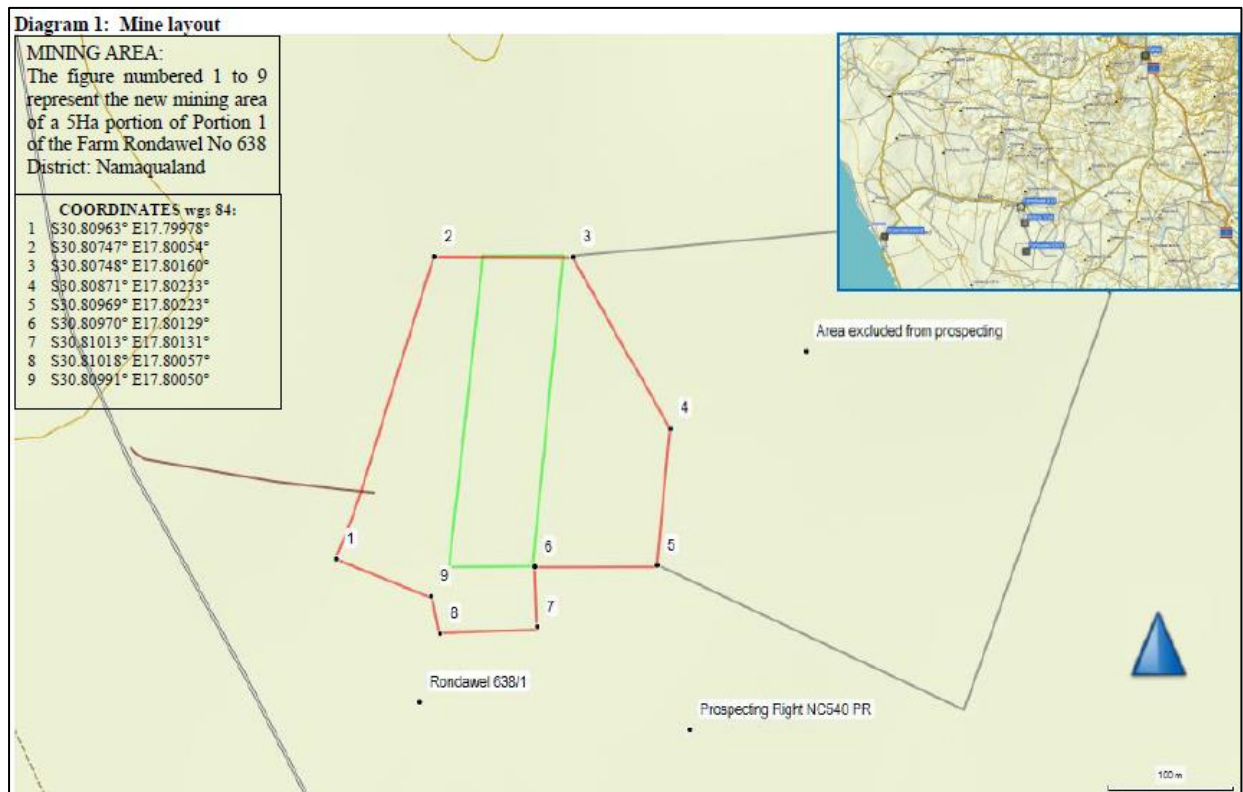 Diagram 1: Mine layout
MINING AREA:
The figure numbered 1 to 9
represent the new mining area
of a 5Ha portion of Portion 1
of the Farm Rondawel No 638
District: Namaqualand
COORDINATES wgs 84:
1 S30.80963° E17.79978°
2 S30.80747° E17.80054°
3 S30.80748° E17.80160°
4 S30.80871° E17.80233°
5 S30.80969° E17.80223°
6 S30.80970° E17.80129°
7 S30.81013° E17.80131°
8 S30.81018° E17.80057°
9 S30.80991° E17.80050°
2
3
Area excluded from prospecting
4
1
6
5
9
8
7
Rondawel 638/1
Prospecting Right NC540 PR
100 m